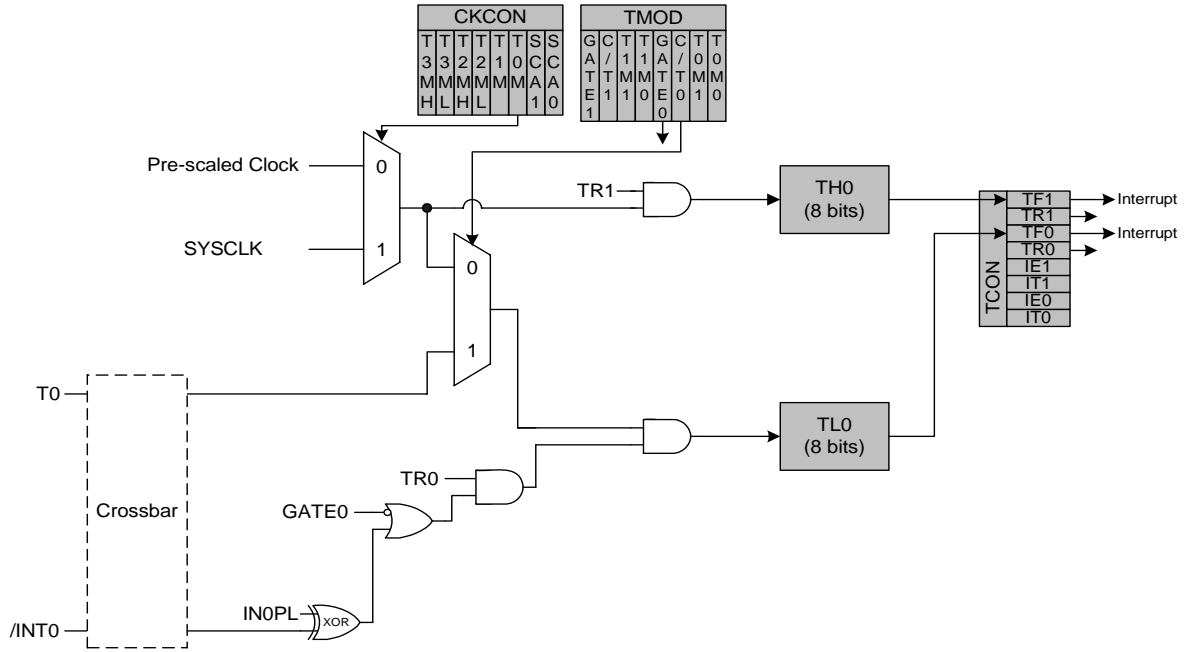 CKCON
TMOD
T3MH
T3ML
T2MH
T2ML
T1M
T0M
SCA1
SCA0
GATE1
C/T1
T1M1
T1M0
GATE0
C/T0
T0M1
T0M0
Pre-scaled Clock
0
SYSCLK
1
TR1
TH0
(8 bits)
TCON
TF1
TR1
TF0
TR0
IE1
IT1
IE0
IT0
Interrupt
Interrupt
0
1
T0
Crossbar
TL0
(8 bits)
TR0
GATE0
IN0PL
XOR
/INT0